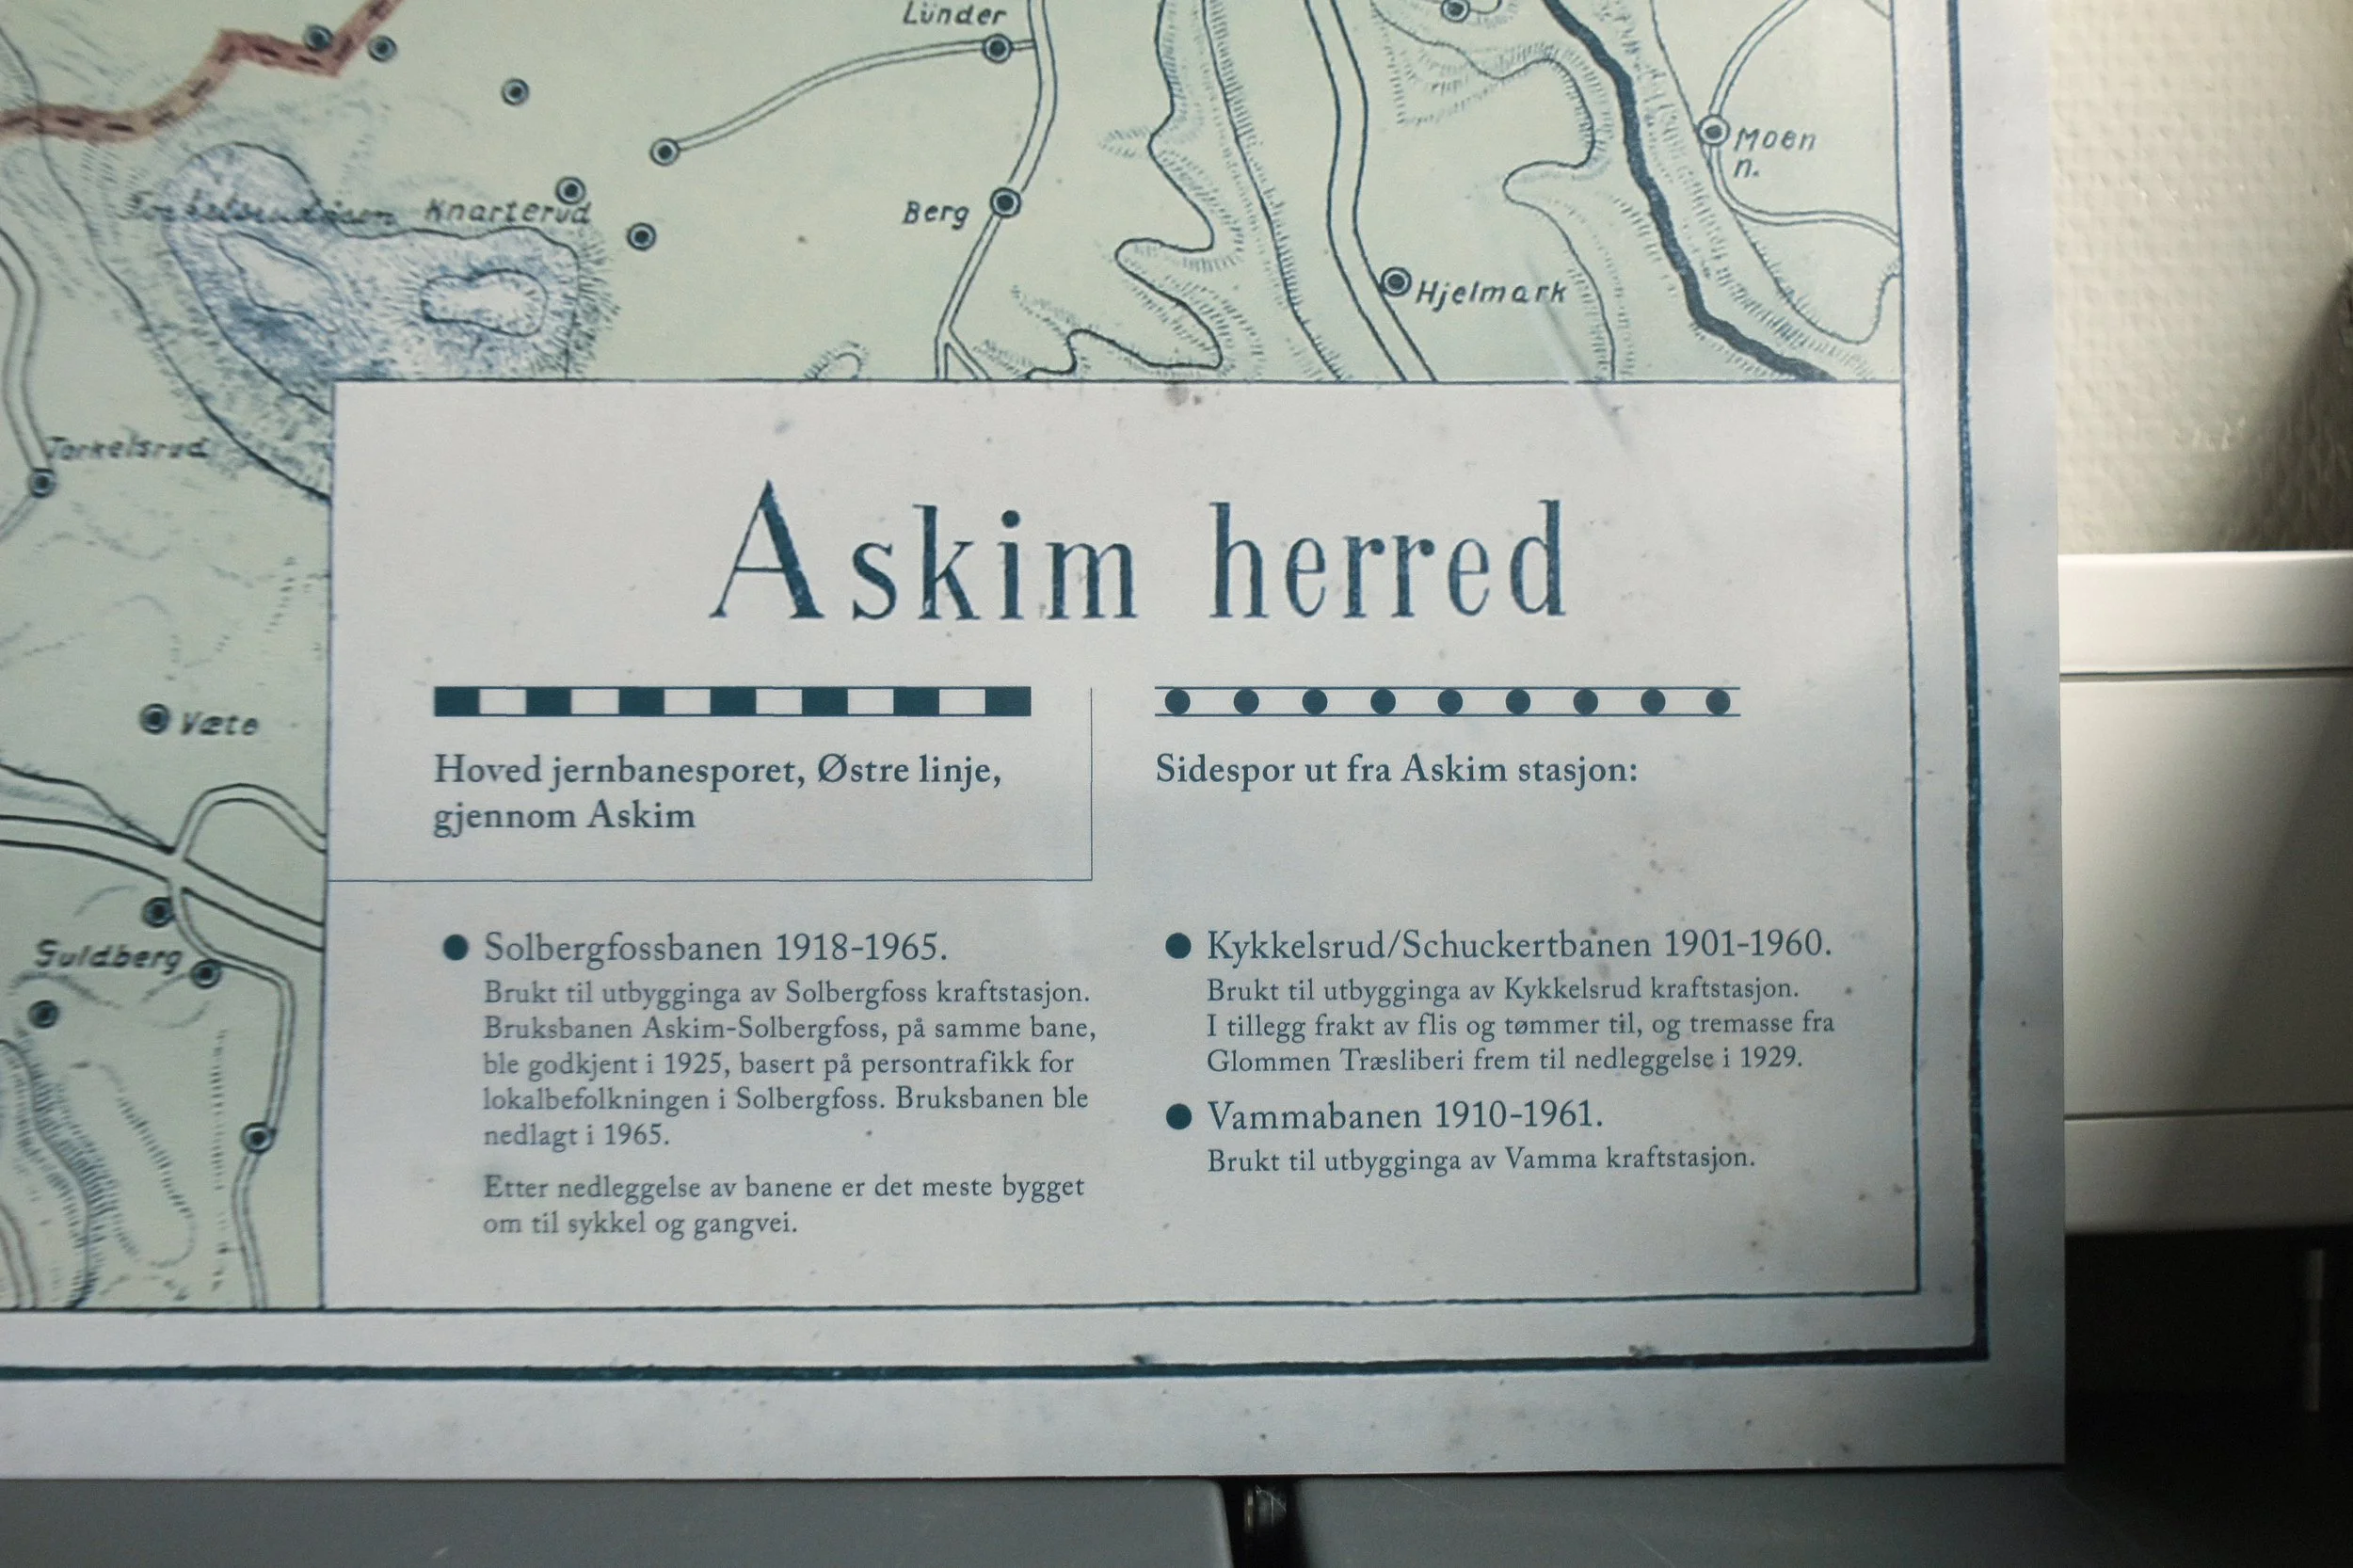 Lunder
Moen
n.
Knarterud
Berg
Hjelmark
Torkelsrud
Væte
Guldberg
Askim herred
Hoved jernbanesporet, Østre linje,
gjennom Askim
Sidespor ut fra Askim stasjon:
● Solbergfossbanen 1918-1965.
Brukt til utbygginga av Solbergfoss kraftstasjon.
Bruksbanen Askim-Solbergfoss, på samme bane,
ble godkjent i 1925, basert på persontrafikk for
lokalbefolkningen i Solbergfoss. Bruksbanen ble
nedlagt i 1965.
Etter nedleggelse av banene er det meste bygget
om til sykkel og gangvei.
● Kykkelsrud/Schuckertbanen 1901-1960.
Brukt til utbygginga av Kykkelsrud kraftstasjon.
I tillegg frakt av flis og tømmer til, og tremasse fra
Glommen Træsliberi frem til nedleggelse i 1929.
● Vammabanen 1910-1961.
Brukt til utbygginga av Vamma kraftstasjon.